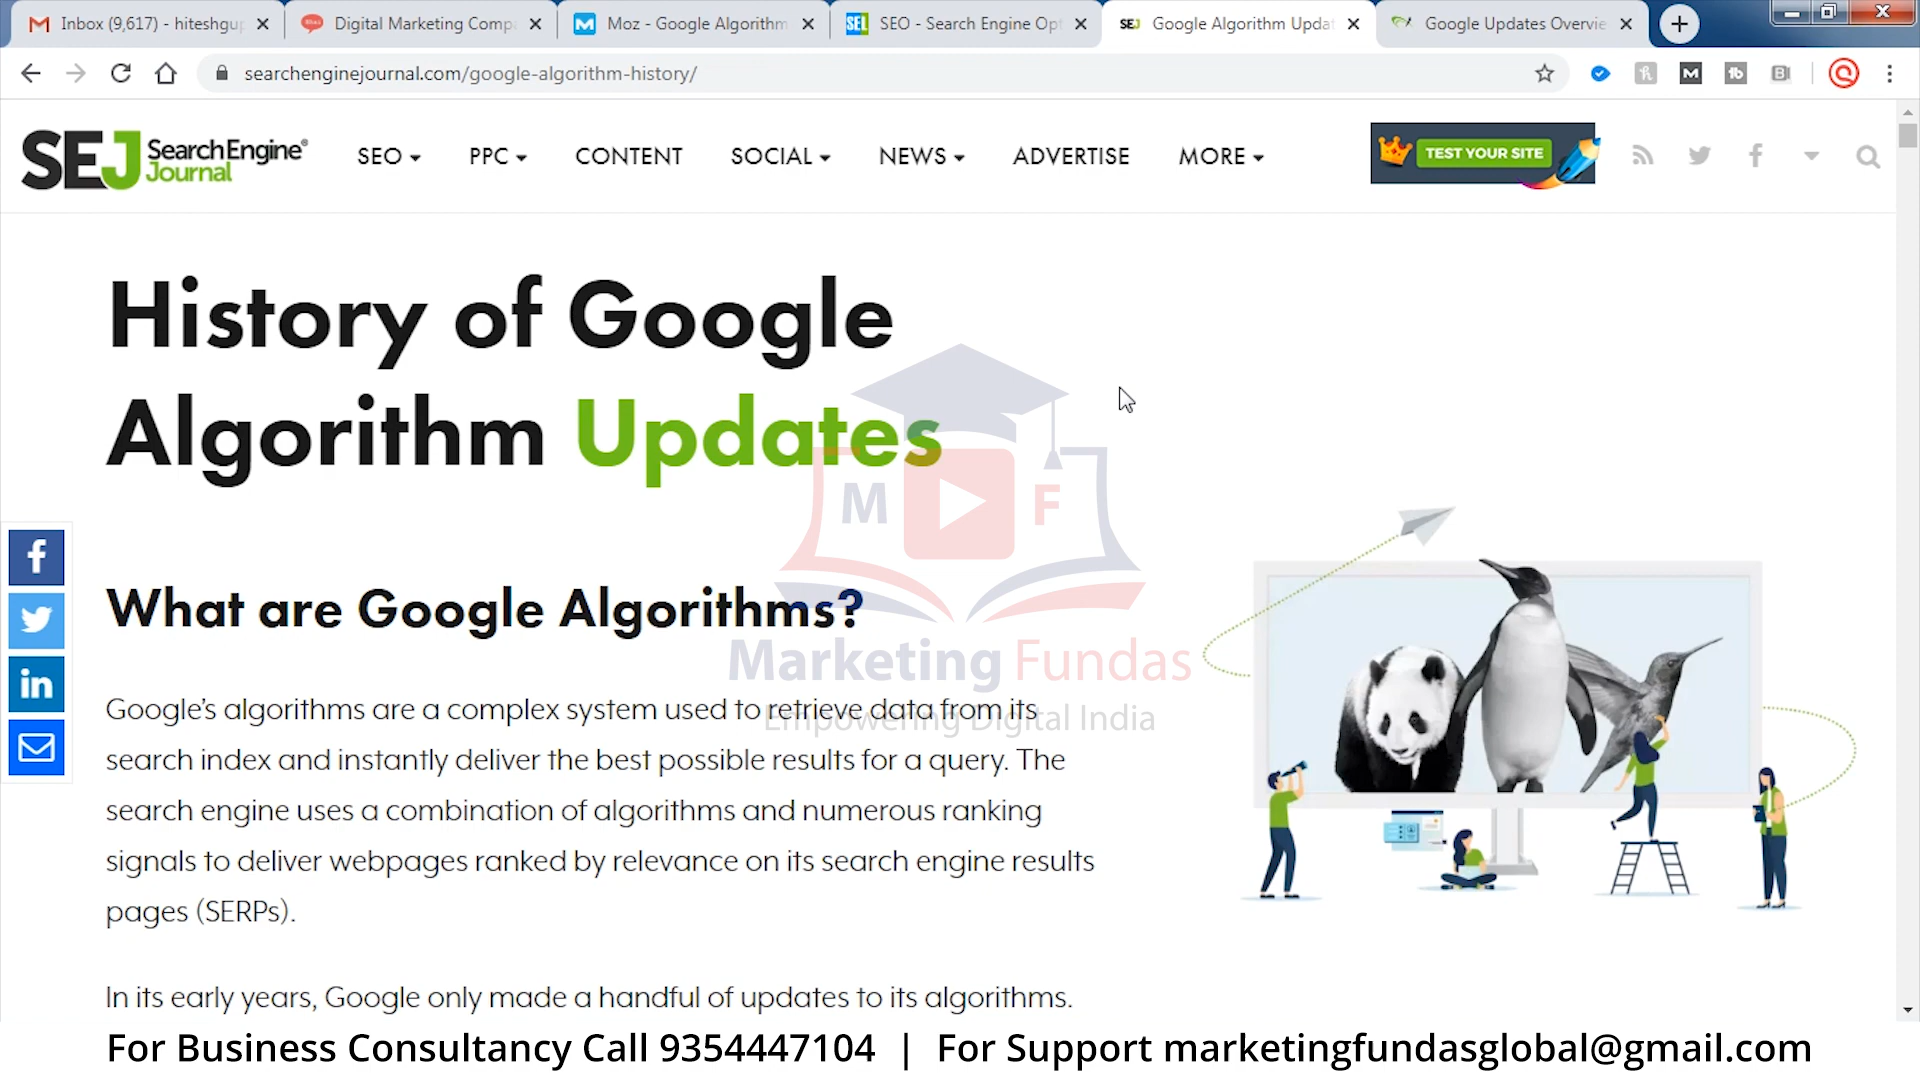 Inbox (9,617) - hiteshgup
Digital Marketing Comp
Moz - Google Algorithm
SEL SEO - Search Engine Opt
SEJ Google Algorithm Updat
Google Updates Overvie
searchenginejournal.com/google-algorithm-history/
SEJ Search Engine® Journal
SEO
PPC
CONTENT
SOCIAL
NEWS
ADVERTISE
MORE
TEST YOUR SITE
History of Google
Algorithm Updates
M F
What are Google Algorithms?
Marketing Fundas
Empowering Digital India
Google’s algorithms are a complex system used to retrieve data from its
search index and instantly deliver the best possible results for a query. The
search engine uses a combination of algorithms and numerous ranking
signals to deliver webpages ranked by relevance on its search engine results
pages (SERPs).
In its early years, Google only made a handful of updates to its algorithms.
For Business Consultancy Call 9354447104 | For Support marketingfundasglobal@gmail.com